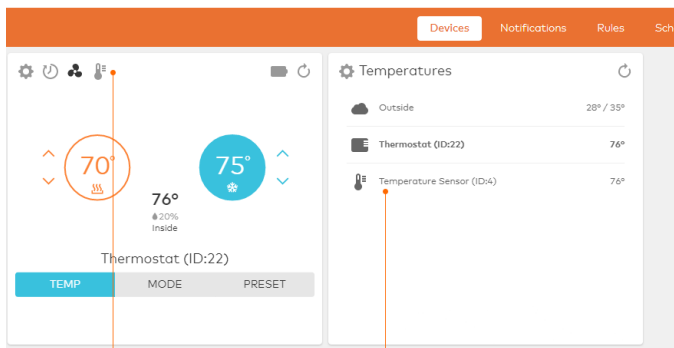 Devices Notifications Rules Sch
Temperatures
Outside 28° / 35°
Thermostat (ID:22) 76°
Temperature Sensor (ID:4) 76°
70° 75°
76°
20%
Inside
Thermostat (ID:22)
TEMP MODE PRESET